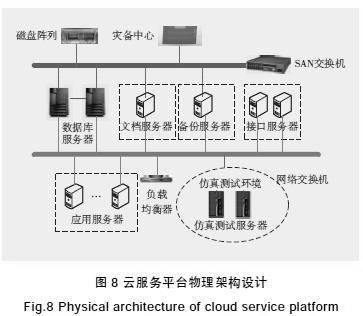 磁盘阵列
灾备中心
SAN交换机
数据库
服务器
文档服务器
备份服务器
接口服务器
网络交换机
应用服务器
负载
均衡器
仿真测试环境
仿真测试服务器
图 8 云服务平台物理架构设计
Fig.8 Physical architecture of cloud service platform